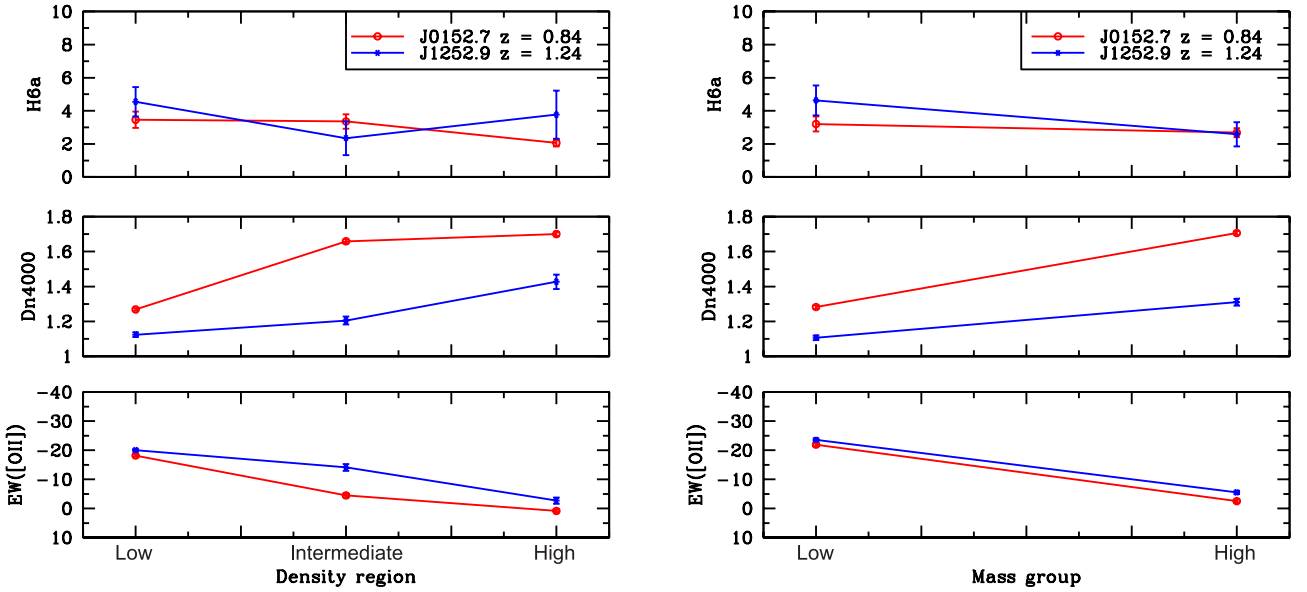 10
8
6
4
2
0
H6a
J0152.7 z = 0.84
J1252.9 z = 1.24
1.8
1.6
1.4
1.2
1
Dn4000
-40
-30
-20
-10
0
10
EW([OII])
Low Intermediate High
Density region
10
8
6
4
2
0
H6a
J0152.7 z = 0.84
J1252.9 z = 1.24
1.8
1.6
1.4
1.2
1
Dn4000
-40
-30
-20
-10
0
10
EW([OII])
Low High
Mass group